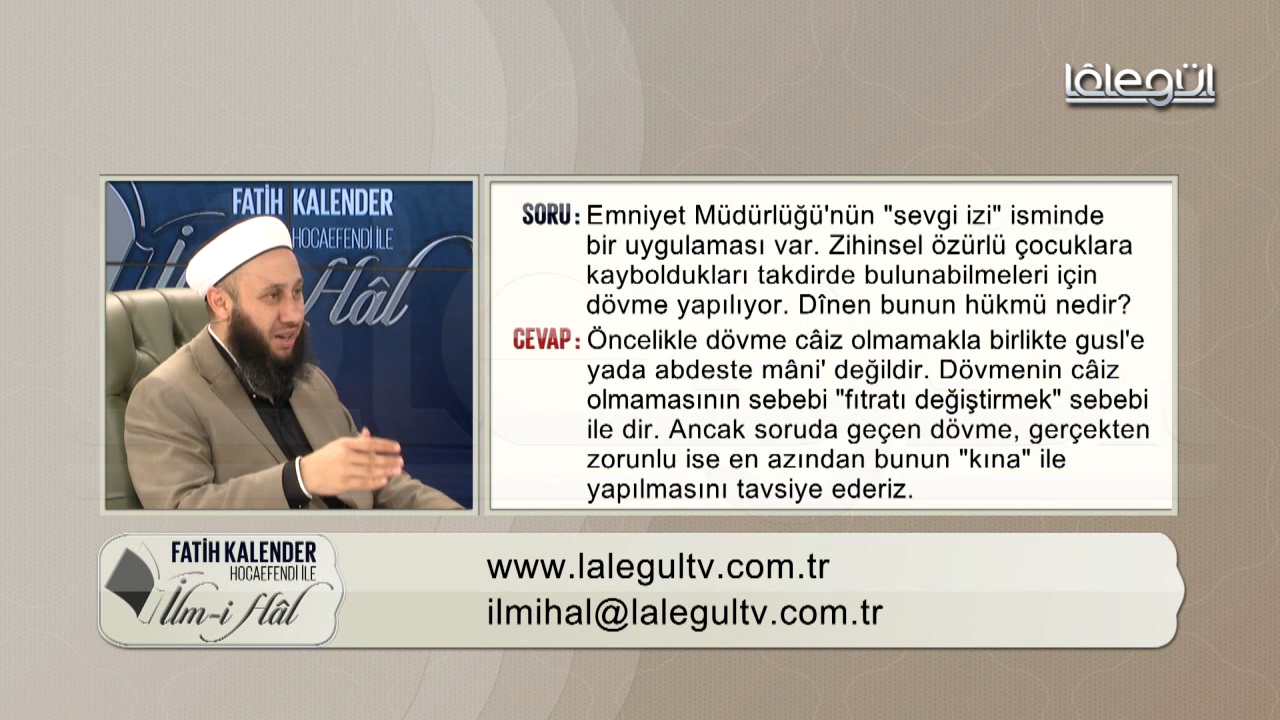 lâlegül
FATİH KALENDER
HOCAEFENDİ İLE
İ Hâl
SORU: Emniyet Müdürlüğü'nün "sevgi izi" isminde
bir uygulaması var. Zihinsel özürlü çocuklara
kayboldukları takdirde bulunabilmeleri için
dövme yapılıyor. Dînen bunun hükmü nedir?
CEVAP: Öncelikle dövme câiz olmamakla birlikte gusl'e
yada abdeste mâni' değildir. Dövmenin câiz
olmamasının sebebi "fıtratı değiştirmek" sebebi
ile dir. Ancak soruda geçen dövme, gerçekten
zorunlu ise en azından bunun "kına" ile
yapılmasını tavsiye ederiz.
FATİH KALENDER
HOCAEFENDİ İLE
İlm-i Hâl
www.lalegultv.com.tr
ilmihal@lalegultv.com.tr